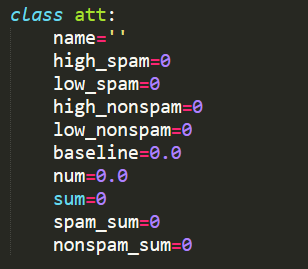 class att:
    name=''
    high_spam=0
    low_spam=0
    high_nonspam=0
    low_nonspam=0
    baseline=0.0
    num=0.0
    sum=0
    spam_sum=0
    nonspam_sum=0